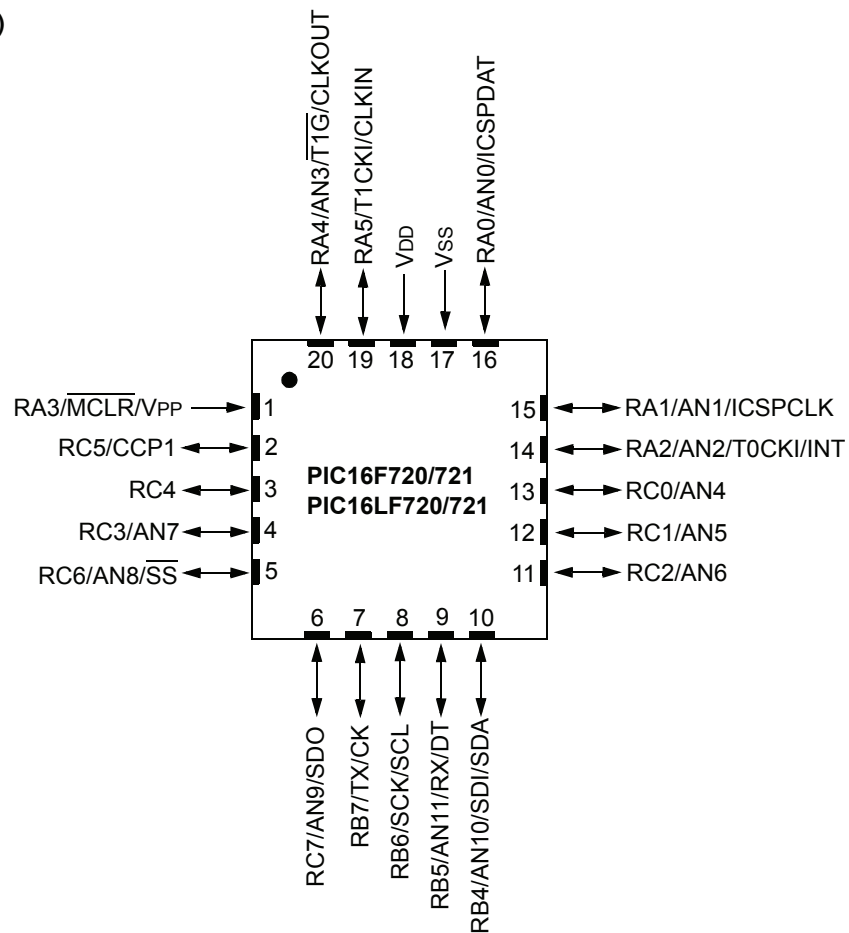 )
RA4/AN3/T1G/CLKOUT
RA5/T1CKI/CLKIN
VDD
VSS
RA0/AN0/ICSPDAT
20 19 18 17 16
RA3/MCLR/VPP 1
RC5/CCP1 2
RC4 3
RC3/AN7 4
RC6/AN8/SS 5
PIC16F720/721
PIC16LF720/721
15 RA1/AN1/ICSPCLK
14 RA2/AN2/T0CKI/INT
13 RC0/AN4
12 RC1/AN5
11 RC2/AN6
6 7 8 9 10
RC7/AN9/SDO
RB7/TX/CK
RB6/SCK/SCL
RB5/AN11/RX/DT
RB4/AN10/SDI/SDA